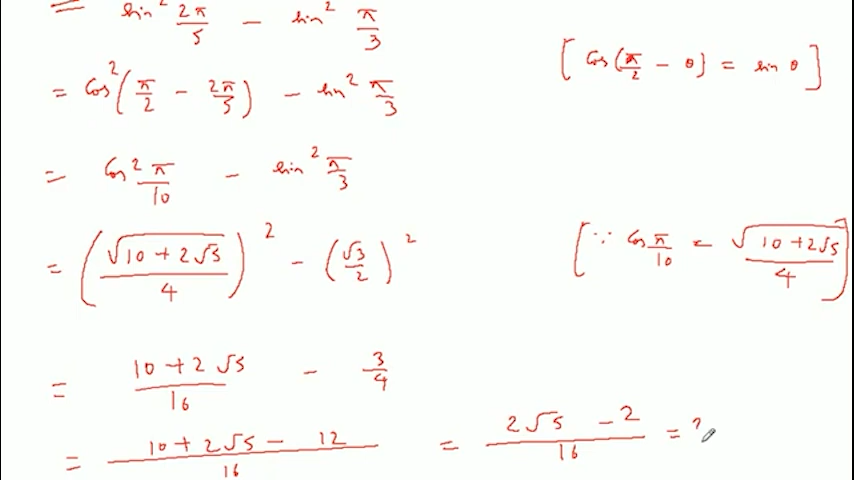 = sin² 2π/5 - sin² π/3
= Cos² (π/2 - 2π/5) - sin² π/3
[Cos (π/2 - θ) = sin θ]
= Cos² π/10 - sin² π/3
= (√(10 + 2√5)/4)² - (√3/2)²
[∵ Cos π/10 = √(10 + 2√5)/4]
= (10 + 2√5)/16 - 3/4
= (10 + 2√5 - 12)/16 = (2√5 - 2)/16 =